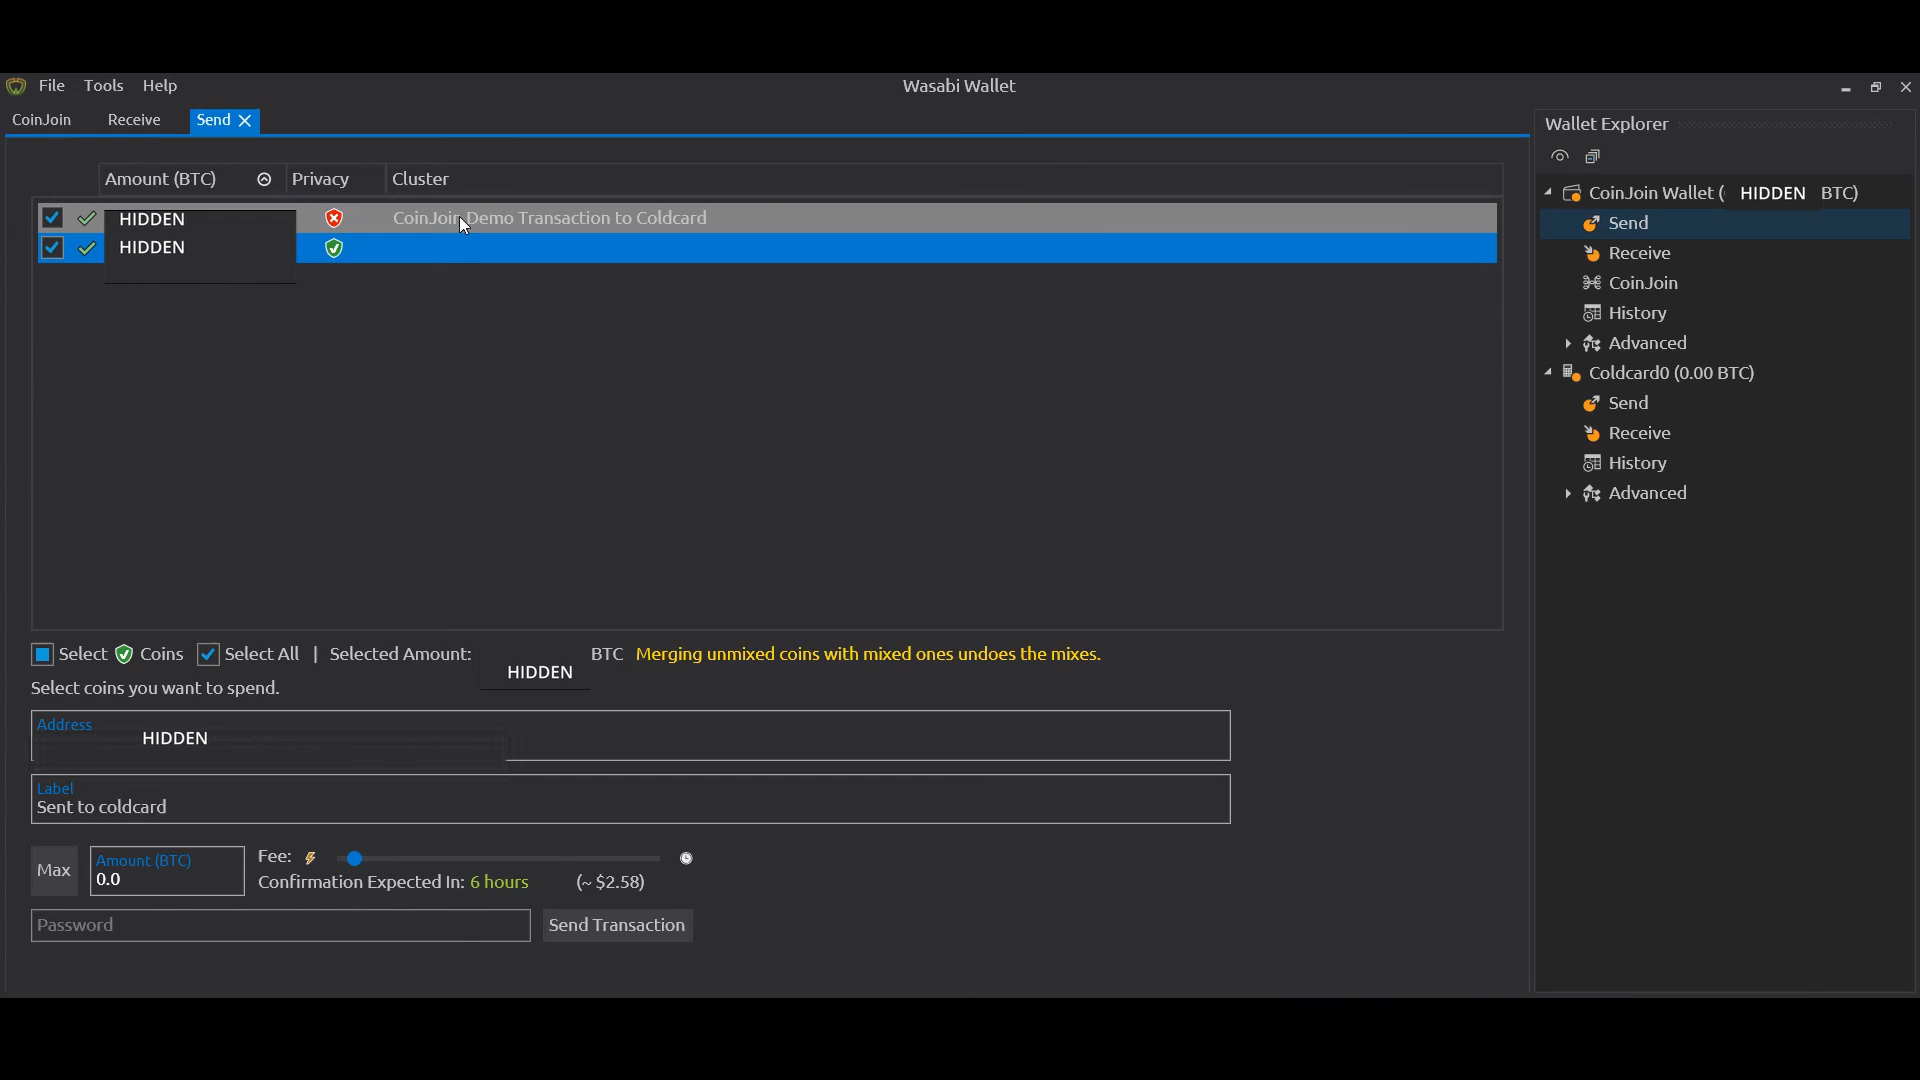 File Tools Help Wasabi Wallet
CoinJoin Receive Send
Wallet Explorer
Amount (BTC) Privacy Cluster
HIDDEN CoinJoin Demo Transaction to Coldcard
HIDDEN
CoinJoin Wallet ( HIDDEN BTC)
Send
Receive
CoinJoin
History
Advanced
Coldcard0 (0.00 BTC)
Send
Receive
History
Advanced
Select Coins Select All | Selected Amount: HIDDEN BTC Merging unmixed coins with mixed ones undoes the mixes.
Select coins you want to spend.
Address
HIDDEN
Label
Sent to coldcard
Max
Amount (BTC)
0.0
Fee:
Confirmation Expected In: 6 hours (~ $2.58)
Password
Send Transaction